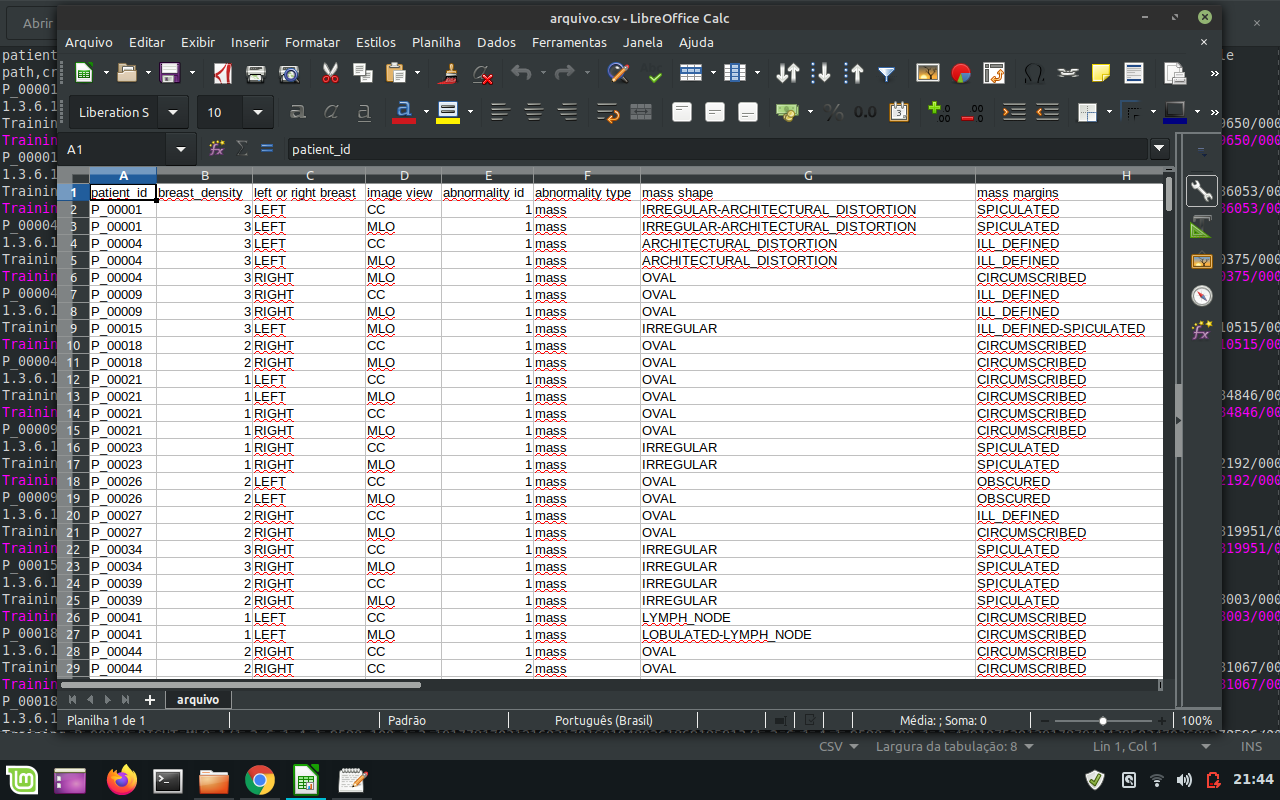 Abrir
arquivo.csv - LibreOffice Calc
Arquivo Editar Exibir Inserir Formatar Estilos Planilha Dados Ferramentas Janela Ajuda
Liberation S 10
A1 patient_id
A B C D E F G H
1 patient_id breast_density left or right breast image view abnormality id abnormality type mass shape mass margins
2 P_00001 3 LEFT CC 1 mass IRREGULAR-ARCHITECTURAL_DISTORTION SPICULATED
3 P_00001 3 LEFT MLO 1 mass IRREGULAR-ARCHITECTURAL_DISTORTION SPICULATED
4 P_00004 3 LEFT CC 1 mass ARCHITECTURAL_DISTORTION ILL_DEFINED
5 P_00004 3 LEFT MLO 1 mass ARCHITECTURAL_DISTORTION ILL_DEFINED
6 P_00004 3 RIGHT MLO 1 mass OVAL CIRCUMSCRIBED
7 P_00009 3 RIGHT CC 1 mass OVAL ILL_DEFINED
8 P_00009 3 RIGHT MLO 1 mass OVAL ILL_DEFINED
9 P_00015 3 LEFT MLO 1 mass IRREGULAR ILL_DEFINED-SPICULATED
10 P_00018 2 RIGHT CC 1 mass OVAL CIRCUMSCRIBED
11 P_00018 2 RIGHT MLO 1 mass OVAL CIRCUMSCRIBED
12 P_00021 1 LEFT CC 1 mass OVAL CIRCUMSCRIBED
13 P_00021 1 LEFT MLO 1 mass OVAL CIRCUMSCRIBED
14 P_00021 1 RIGHT CC 1 mass OVAL CIRCUMSCRIBED
15 P_00021 1 RIGHT MLO 1 mass OVAL CIRCUMSCRIBED
16 P_00023 1 RIGHT CC 1 mass IRREGULAR SPICULATED
17 P_00023 1 RIGHT MLO 1 mass IRREGULAR SPICULATED
18 P_00026 2 LEFT CC 1 mass OVAL OBSCURED
19 P_00026 2 LEFT MLO 1 mass OVAL OBSCURED
20 P_00027 2 RIGHT CC 1 mass OVAL ILL_DEFINED
21 P_00027 2 RIGHT MLO 1 mass OVAL CIRCUMSCRIBED
22 P_00034 3 RIGHT CC 1 mass IRREGULAR SPICULATED
23 P_00034 3 RIGHT MLO 1 mass IRREGULAR SPICULATED
24 P_00039 2 RIGHT CC 1 mass IRREGULAR SPICULATED
25 P_00039 2 RIGHT MLO 1 mass IRREGULAR SPICULATED
26 P_00041 1 LEFT CC 1 mass LYMPH_NODE CIRCUMSCRIBED
27 P_00041 1 LEFT MLO 1 mass LOBULATED-LYMPH_NODE CIRCUMSCRIBED
28 P_00044 2 RIGHT CC 1 mass OVAL CIRCUMSCRIBED
29 P_00044 2 RIGHT CC 2 mass OVAL CIRCUMSCRIBED
arquivo
Planilha 1 de 1 Padrão Português (Brasil) Média: ; Soma: 0 100%
CSV Largura da tabulação: 8 Lin 1, Col 1 INS
21:44